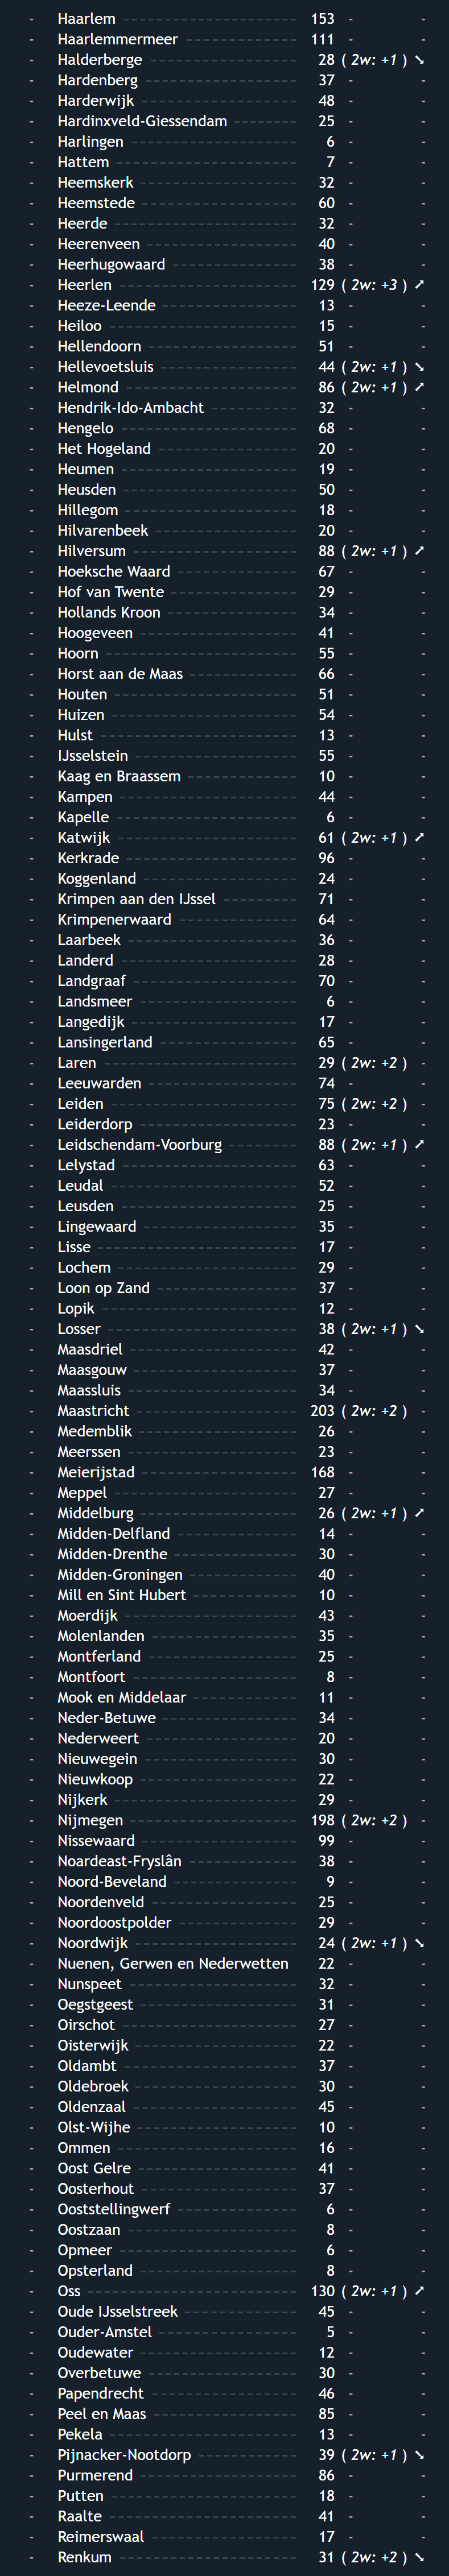 - Haarlem 153 - -
- Haarlemmermeer 111 - -
- Halderberge 28 ( 2w: +1 ) ↘
- Hardenberg 37 - -
- Harderwijk 48 - -
- Hardinxveld-Giessendam 25 - -
- Harlingen 6 - -
- Hattem 7 - -
- Heemskerk 32 - -
- Heemstede 60 - -
- Heerde 32 - -
- Heerenveen 40 - -
- Heerhugowaard 38 - -
- Heerlen 129 ( 2w: +3 ) ↗
- Heeze-Leende 13 - -
- Heiloo 15 - -
- Hellendoorn 51 - -
- Hellevoetsluis 44 ( 2w: +1 ) ↘
- Helmond 86 ( 2w: +1 ) ↗
- Hendrik-Ido-Ambacht 32 - -
- Hengelo 68 - -
- Het Hogeland 20 - -
- Heumen 19 - -
- Heusden 50 - -
- Hillegom 18 - -
- Hilvarenbeek 20 - -
- Hilversum 88 ( 2w: +1 ) ↗
- Hoeksche Waard 67 - -
- Hof van Twente 29 - -
- Hollands Kroon 34 - -
- Hoogeveen 41 - -
- Hoorn 55 - -
- Horst aan de Maas 66 - -
- Houten 51 - -
- Huizen 54 - -
- Hulst 13 - -
- IJsselstein 55 - -
- Kaag en Braassem 10 - -
- Kampen 44 - -
- Kapelle 6 - -
- Katwijk 61 ( 2w: +1 ) ↗
- Kerkrade 96 - -
- Koggenland 24 - -
- Krimpen aan den IJssel 71 - -
- Krimpenerwaard 64 - -
- Laarbeek 36 - -
- Landerd 28 - -
- Landgraaf 70 - -
- Landsmeer 6 - -
- Langedijk 17 - -
- Lansingerland 65 - -
- Laren 29 ( 2w: +2 ) -
- Leeuwarden 74 - -
- Leiden 75 ( 2w: +2 ) -
- Leiderdorp 23 - -
- Leidschendam-Voorburg 88 ( 2w: +1 ) ↗
- Lelystad 63 - -
- Leudal 52 - -
- Leusden 25 - -
- Lingewaard 35 - -
- Lisse 17 - -
- Lochem 29 - -
- Loon op Zand 37 - -
- Lopik 12 - -
- Losser 38 ( 2w: +1 ) ↘
- Maasdriel 42 - -
- Maasgouw 37 - -
- Maassluis 34 - -
- Maastricht 203 ( 2w: +2 ) -
- Medemblik 26 - -
- Meerssen 23 - -
- Meierijstad 168 - -
- Meppel 27 - -
- Middelburg 26 ( 2w: +1 ) ↗
- Midden-Delfland 14 - -
- Midden-Drenthe 30 - -
- Midden-Groningen 40 - -
- Mill en Sint Hubert 10 - -
- Moerdijk 43 - -
- Molenlanden 35 - -
- Montferland 25 - -
- Montfoort 8 - -
- Mook en Middelaar 11 - -
- Neder-Betuwe 34 - -
- Nederweert 20 - -
- Nieuwegein 30 - -
- Nieuwkoop 22 - -
- Nijkerk 29 - -
- Nijmegen 198 ( 2w: +2 ) -
- Nissewaard 99 - -
- Noardeast-Fryslân 38 - -
- Noord-Beveland 9 - -
- Noordenveld 25 - -
- Noordoostpolder 29 - -
- Noordwijk 24 ( 2w: +1 ) ↘
- Nuenen, Gerwen en Nederwetten 22 - -
- Nunspeet 32 - -
- Oegstgeest 31 - -
- Oirschot 27 - -
- Oisterwijk 22 - -
- Oldambt 37 - -
- Oldebroek 30 - -
- Oldenzaal 45 - -
- Olst-Wijhe 10 - -
- Ommen 16 - -
- Oost Gelre 41 - -
- Oosterhout 37 - -
- Ooststellingwerf 6 - -
- Oostzaan 8 - -
- Opmeer 6 - -
- Opsterland 8 - -
- Oss 130 ( 2w: +1 ) ↗
- Oude IJsselstreek 45 - -
- Ouder-Amstel 5 - -
- Oudewater 12 - -
- Overbetuwe 30 - -
- Papendrecht 46 - -
- Peel en Maas 85 - -
- Pekela 13 - -
- Pijnacker-Nootdorp 39 ( 2w: +1 ) ↘
- Purmerend 86 - -
- Putten 18 - -
- Raalte 41 - -
- Reimerswaal 17 - -
- Renkum 31 ( 2w: +2 ) ↘